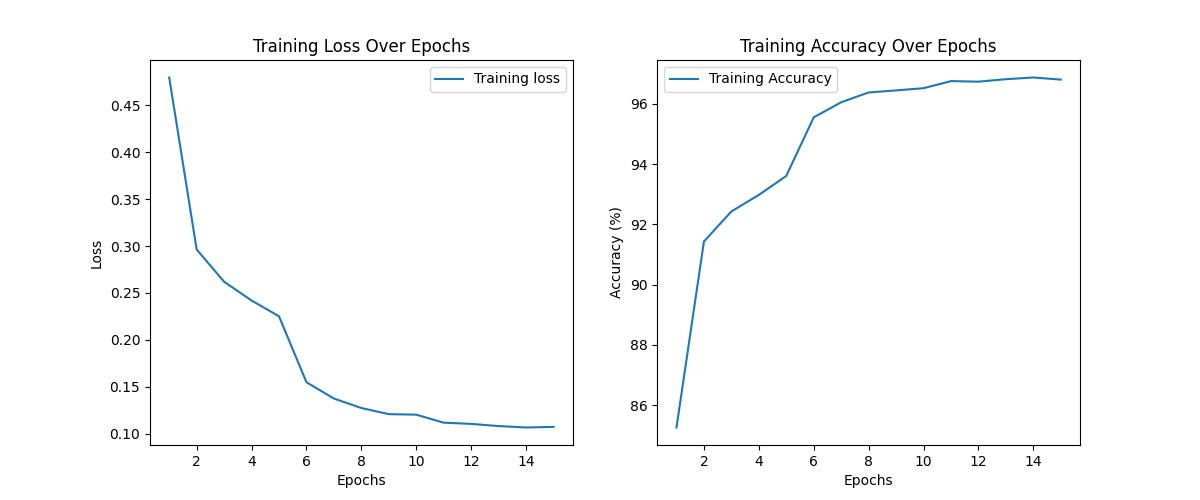 Training Loss Over Epochs
Training loss
0.45
0.40
0.35
0.30
0.25
0.20
0.15
0.10
Loss
2 4 6 8 10 12 14
Epochs
Training Accuracy Over Epochs
Training Accuracy
96
94
92
90
88
86
Accuracy (%)
2 4 6 8 10 12 14
Epochs